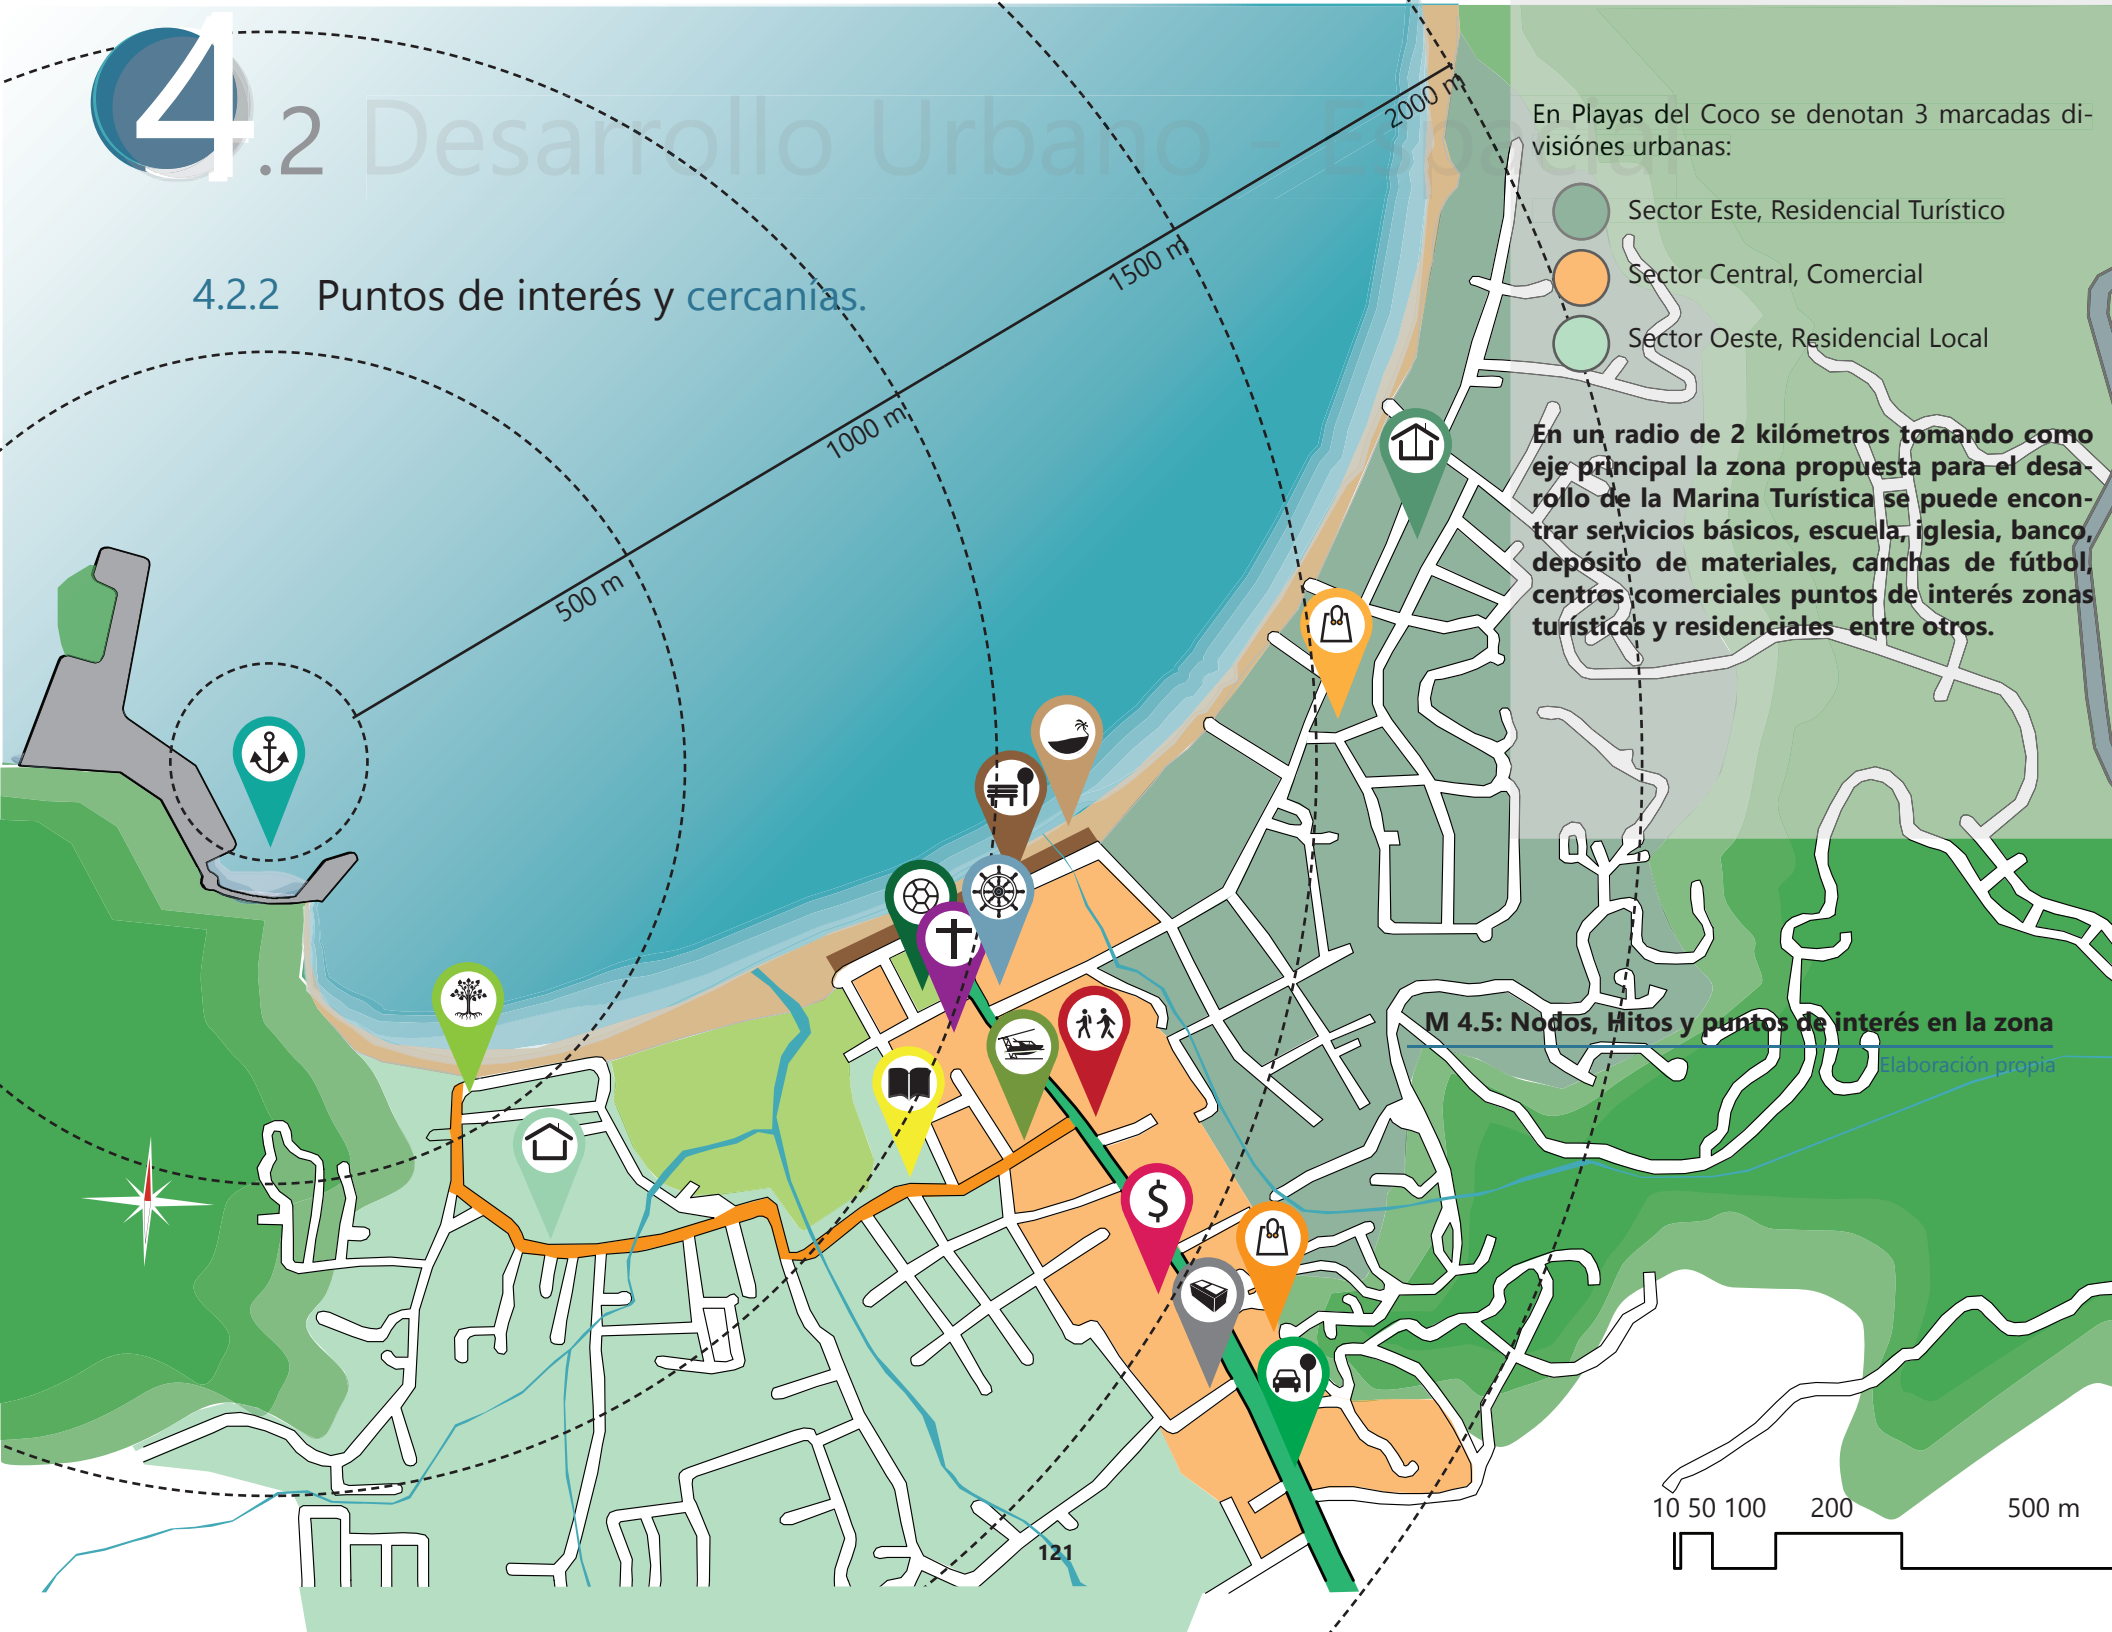 4.2 Desarrollo Urbano - Espacial
4.2.2 Puntos de interés y cercanías.
500 m
1000 m
1500 m
2000 m
En Playas del Coco se denotan 3 marcadas di-
visiónes urbanas:
Sector Este, Residencial Turístico
Sector Central, Comercial
Sector Oeste, Residencial Local
En un radio de 2 kilómetros tomando como
eje principal la zona propuesta para el desa-
rollo de la Marina Turística se puede encon-
trar servicios básicos, escuela, iglesia, banco,
depósito de materiales, canchas de fútbol,
centros comerciales puntos de interés zonas
turísticas y residenciales entre otros.
$
M 4.5: Nodos, Hitos y puntos de interés en la zona
Elaboración propia
10 50 100 200 500 m
121